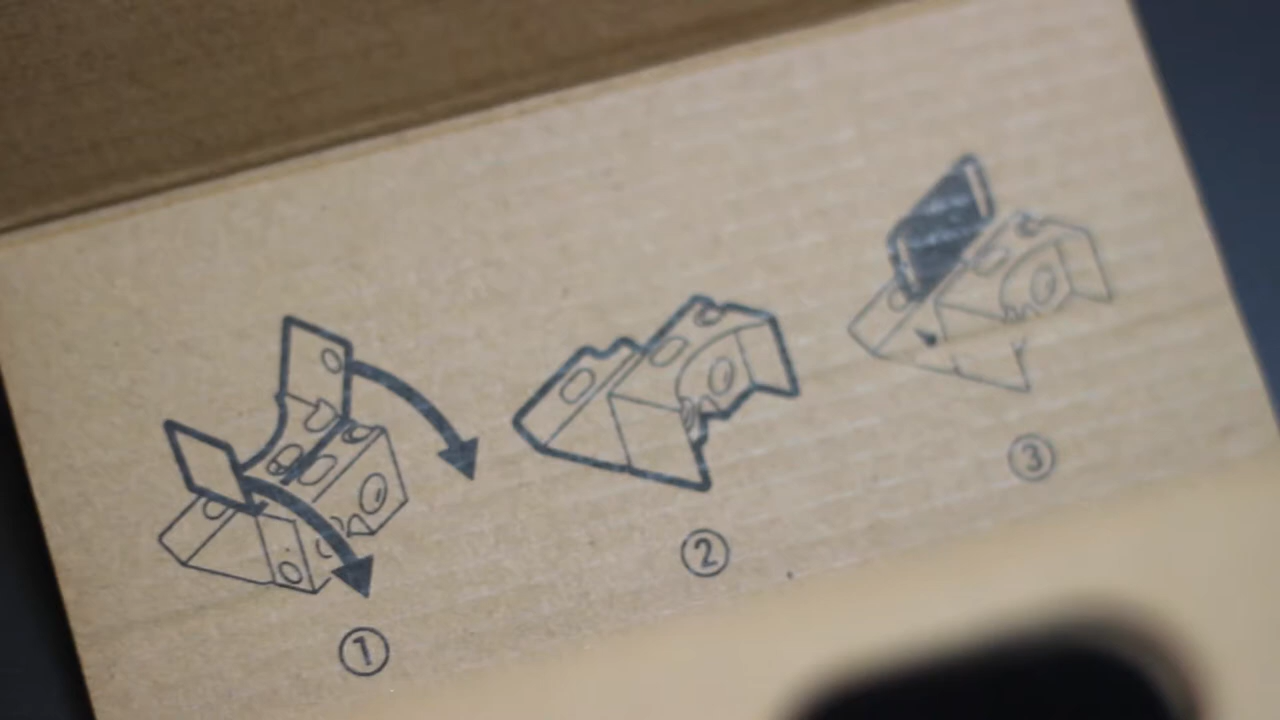 ①
②
③